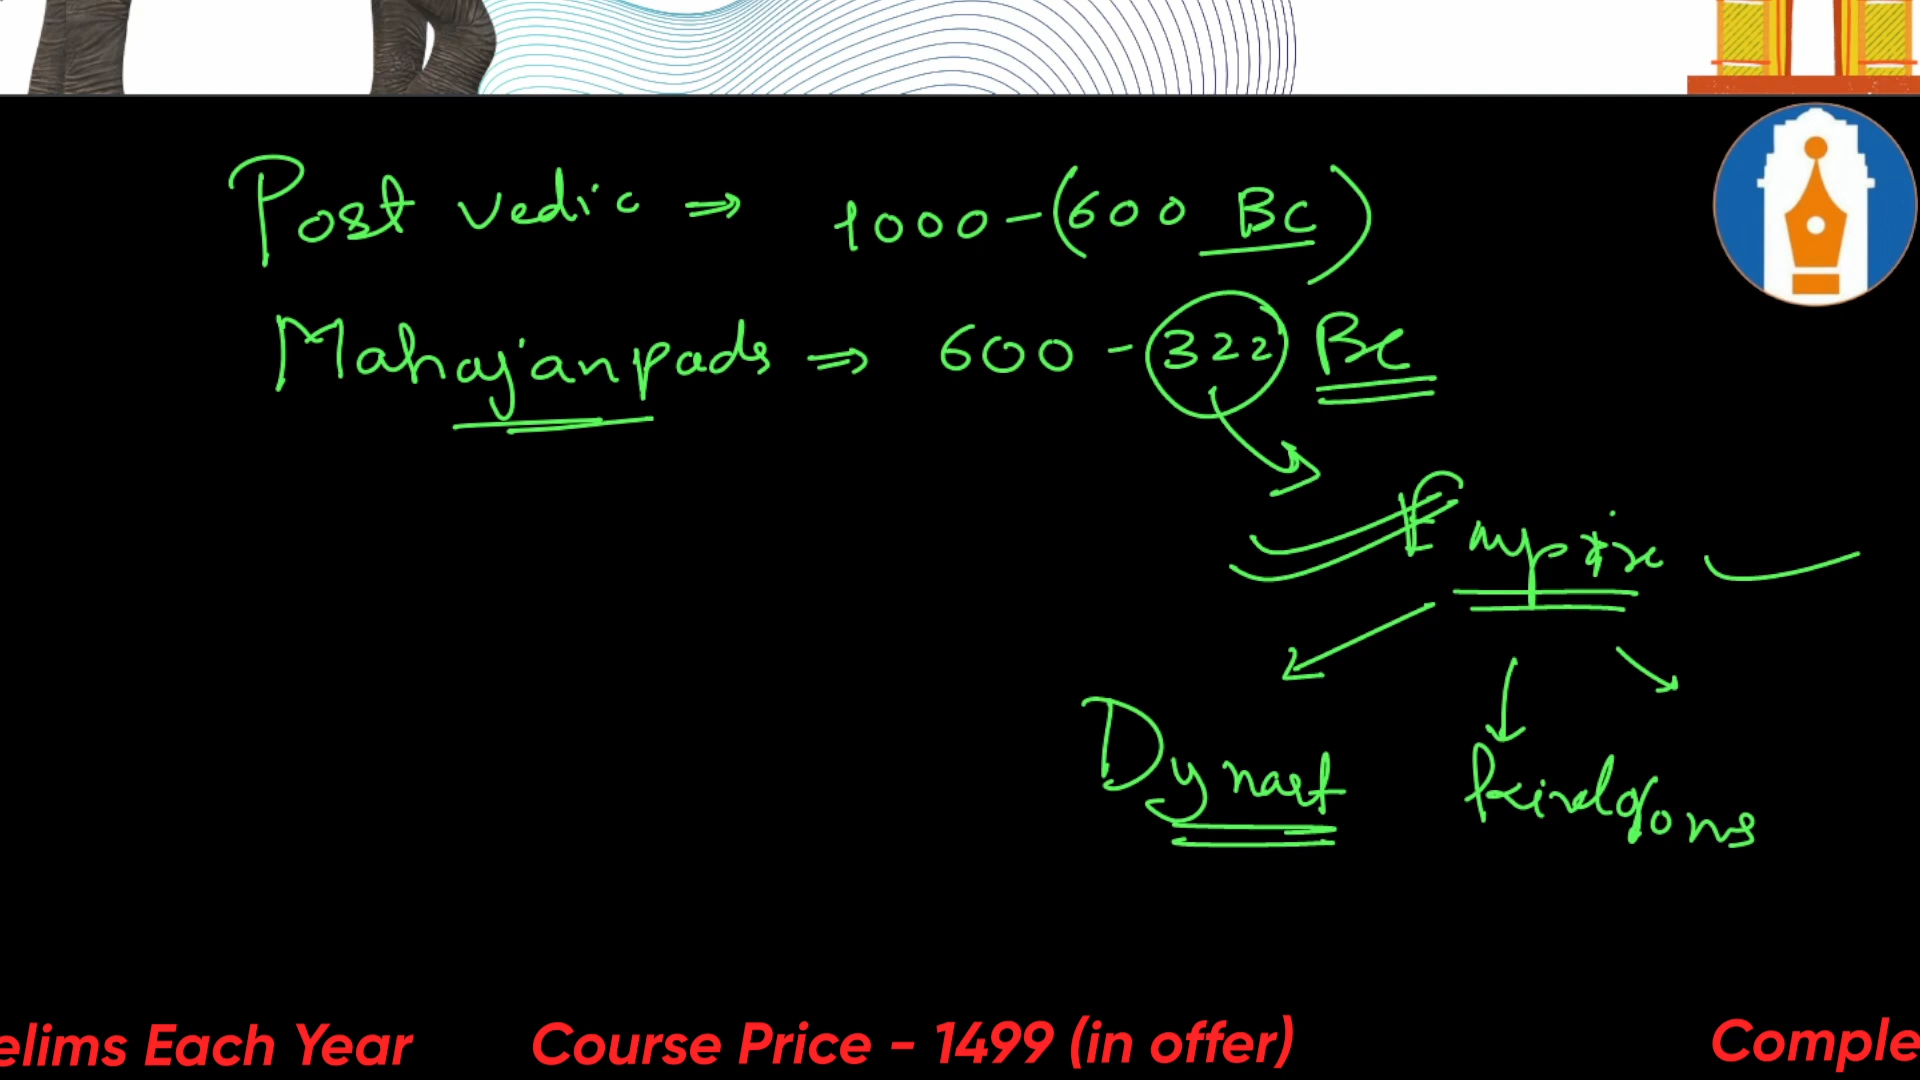 Post vedic ⇒ 1000-(600 BC)
Mahajanpads ⇒ 600-322 BC
Empire
Dynast kindgoms
elims Each Year Course Price - 1499 (in offer) Comple